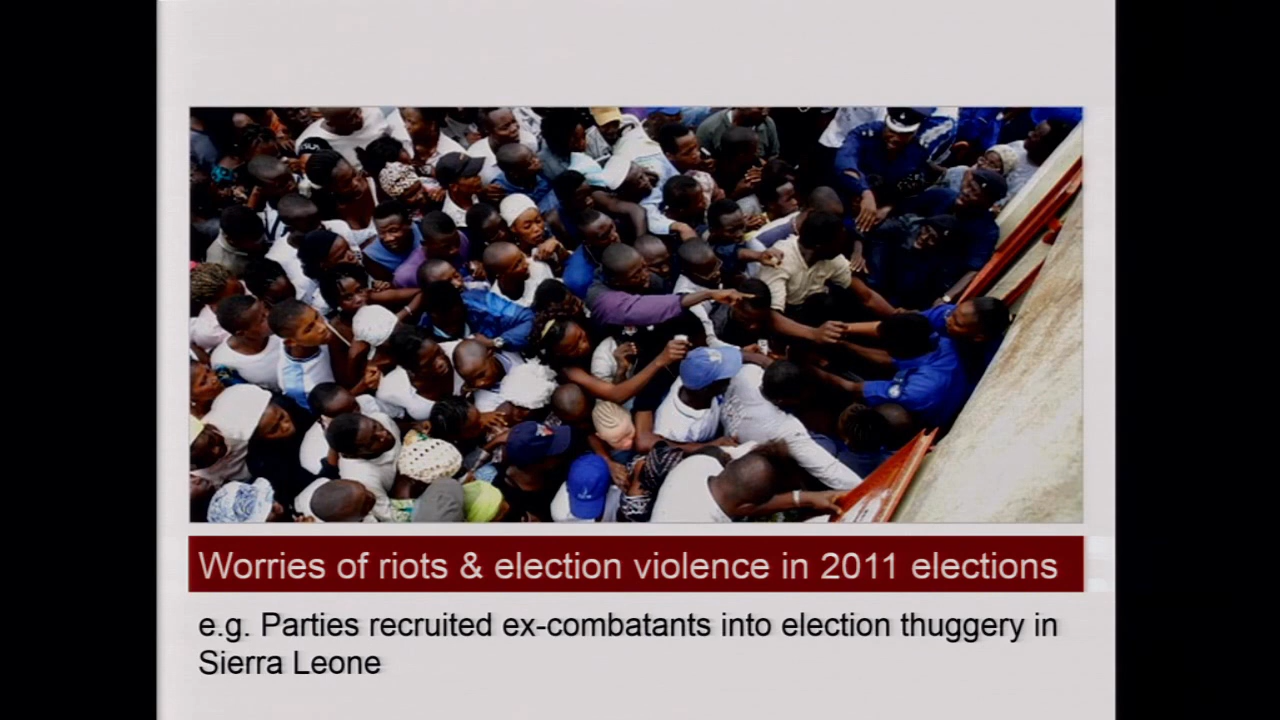 Worries of riots & election violence in 2011 elections
e.g. Parties recruited ex-combatants into election thuggery in
Sierra Leone